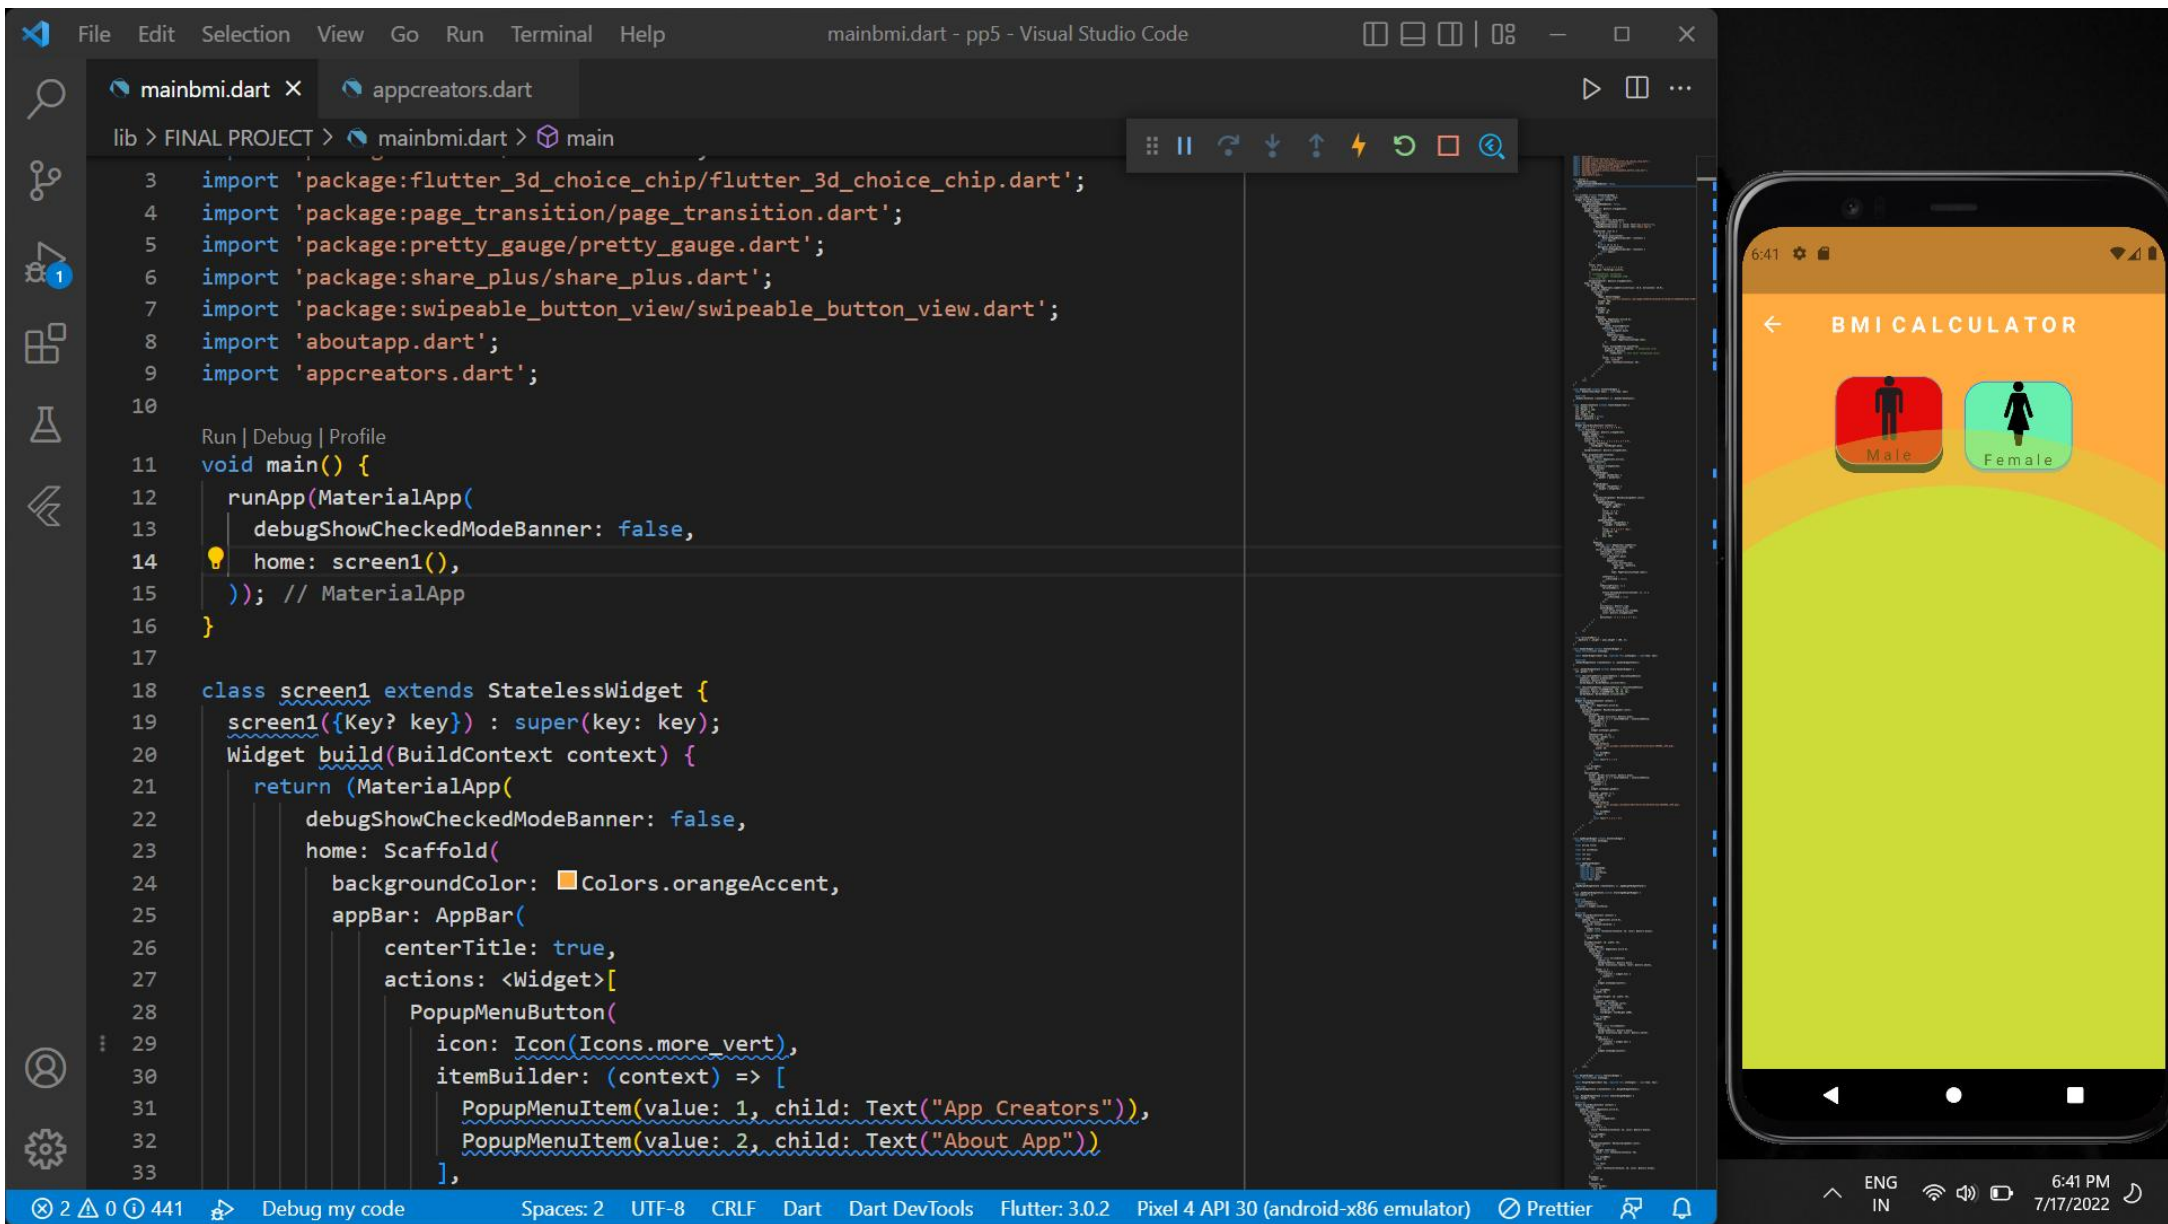 File Edit Selection View Go Run Terminal Help mainbmi.dart - pp5 - Visual Studio Code
mainbmi.dart appcreators.dart
lib > FINAL PROJECT > mainbmi.dart > main
3 import 'package:flutter_3d_choice_chip/flutter_3d_choice_chip.dart';
4 import 'package:page_transition/page_transition.dart';
5 import 'package:pretty_gauge/pretty_gauge.dart';
6 import 'package:share_plus/share_plus.dart';
7 import 'package:swipeable_button_view/swipeable_button_view.dart';
8 import 'aboutapp.dart';
9 import 'appcreators.dart';
10
Run | Debug | Profile
11 void main() {
12 runApp(MaterialApp(
13 debugShowCheckedModeBanner: false,
14 home: screen1(),
15 )); // MaterialApp
16 }
17
18 class screen1 extends StatelessWidget {
19 screen1({Key? key}) : super(key: key);
20 Widget build(BuildContext context) {
21 return (MaterialApp(
22 debugShowCheckedModeBanner: false,
23 home: Scaffold(
24 backgroundColor: Colors.orangeAccent,
25 appBar: AppBar(
26 centerTitle: true,
27 actions: <Widget>[
28 PopupMenuButton(
29 icon: Icon(Icons.more_vert),
30 itemBuilder: (context) => [
31 PopupMenuItem(value: 1, child: Text("App Creators")),
32 PopupMenuItem(value: 2, child: Text("About App"))
33 ],
1
2 0 441 Debug my code Spaces: 2 UTF-8 CRLF Dart Dart DevTools Flutter: 3.0.2 Pixel 4 API 30 (android-x86 emulator) Prettier
6:41
BMI CALCULATOR
Male Female
ENG
IN
6:41 PM
7/17/2022